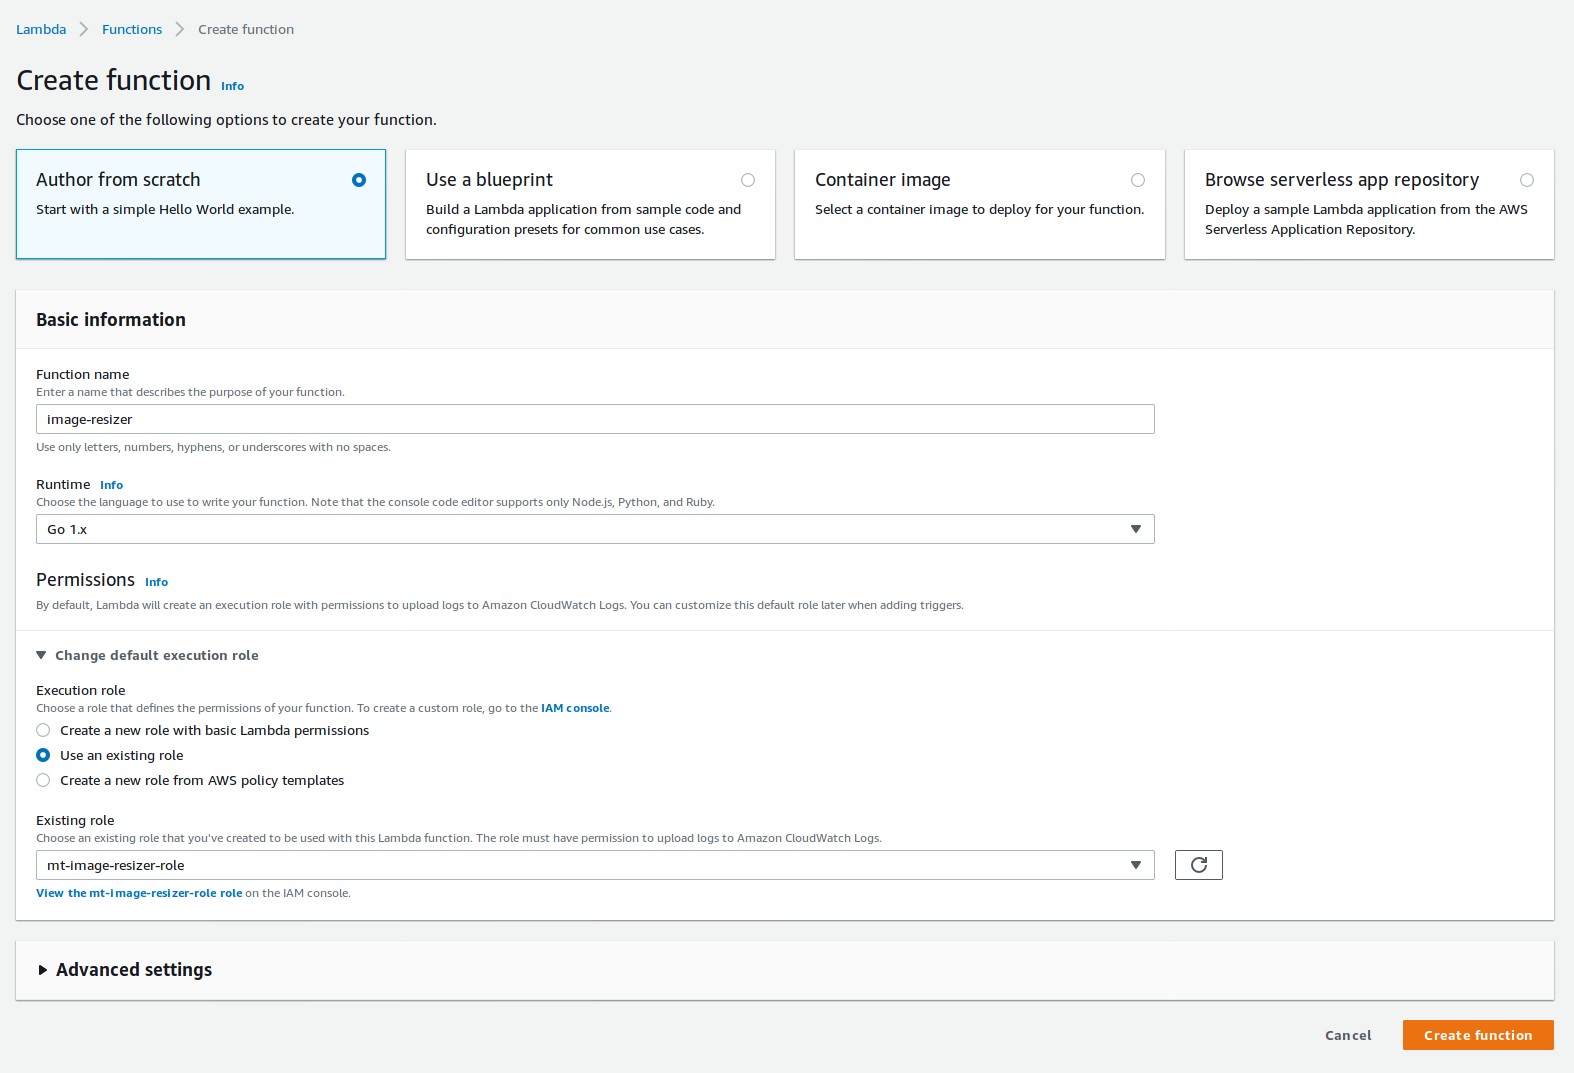 Lambda Functions Create function
Create function Info
Choose one of the following options to create your function.
Author from scratch
Start with a simple Hello World example.
Use a blueprint
Build a Lambda application from sample code and
configuration presets for common use cases.
Container image
Select a container image to deploy for your function.
Browse serverless app repository
Deploy a sample Lambda application from the AWS
Serverless Application Repository.
Basic information
Function name
Enter a name that describes the purpose of your function.
image-resizer
Use only letters, numbers, hyphens, or underscores with no spaces.
Runtime Info
Choose the language to use to write your function. Note that the console code editor supports only Node.js, Python, and Ruby.
Go 1.x
Permissions Info
By default, Lambda will create an execution role with permissions to upload logs to Amazon CloudWatch Logs. You can customize this default role later when adding triggers.
Change default execution role
Execution role
Choose a role that defines the permissions of your function. To create a custom role, go to the IAM console.
Create a new role with basic Lambda permissions
Use an existing role
Create a new role from AWS policy templates
Existing role
Choose an existing role that you've created to be used with this Lambda function. The role must have permission to upload logs to Amazon CloudWatch Logs.
mt-image-resizer-role
View the mt-image-resizer-role role on the IAM console.
Advanced settings
Cancel Create function